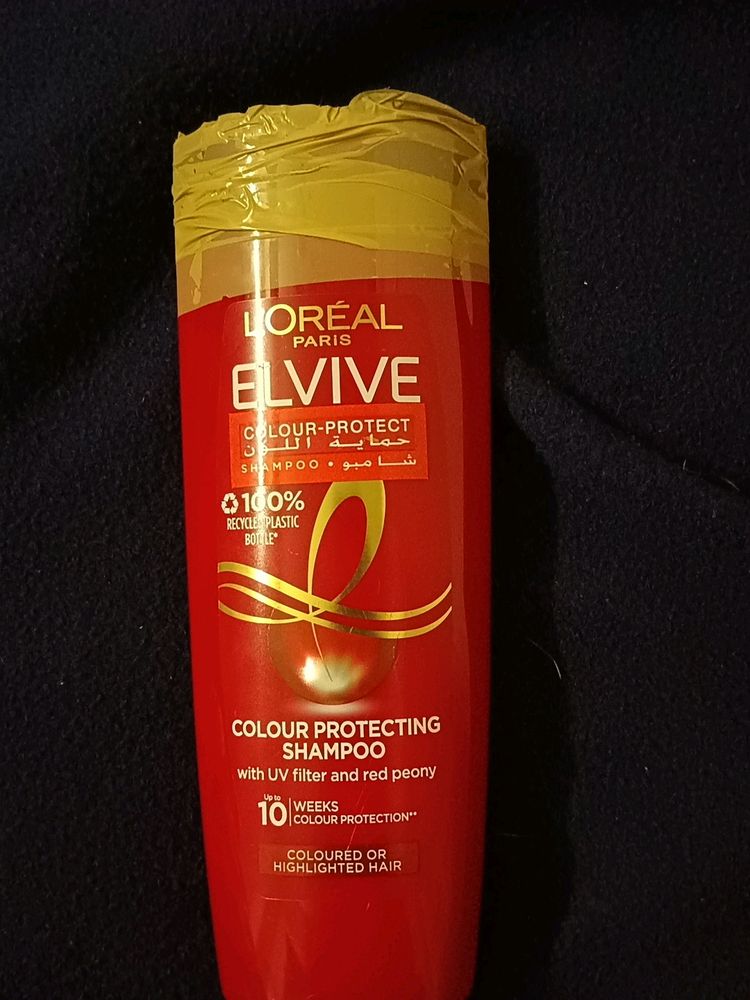 L'ORÉAL
PARIS
ELVIVE
COLOUR-PROTECT
حماية اللون
SHAMPOO • شامبو
100%
RECYCLED PLASTIC
BOTTLE*
COLOUR PROTECTING
SHAMPOO
with UV filter and red peony
Up to
10 WEEKS
COLOUR PROTECTION**
COLOURED OR
HIGHLIGHTED HAIR